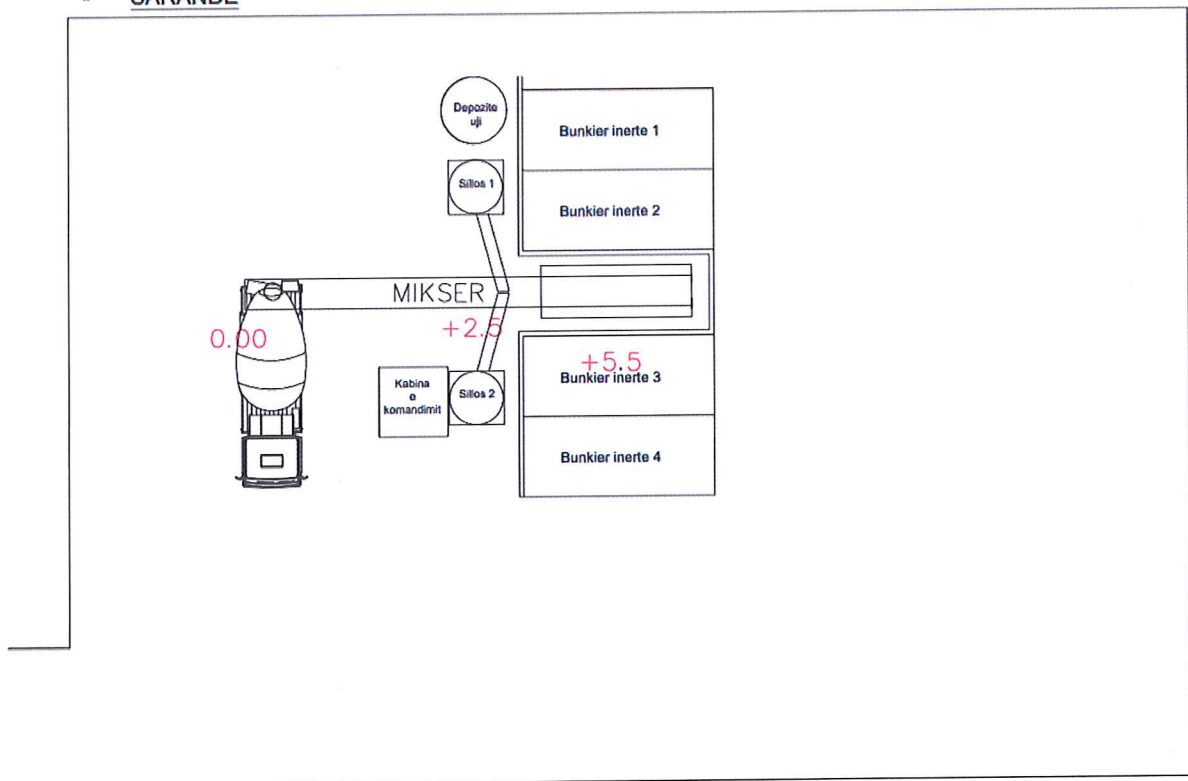 SARANDE
Depozite
uji
Bunkier inerte 1
Sillos 1
Bunkier inerte 2
MIKSER
0.00
+2.5
+5.5
Kabina
e
komandimit
Sillos 2
Bunkier inerte 3
Bunkier inerte 4